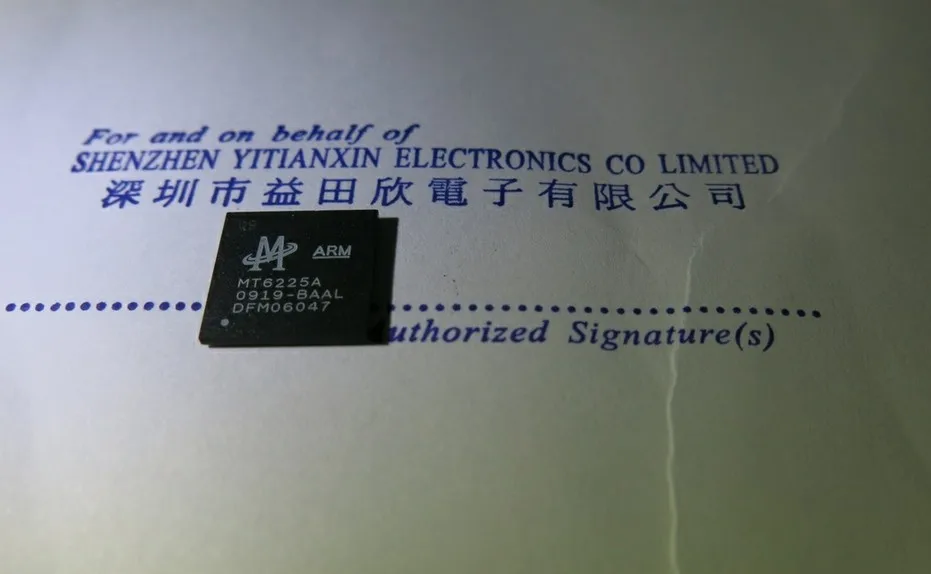 For and on behalf of
SHENZHEN YITIANXIN ELECTRONICS CO LIMITED
深圳市益田欣電子有限公司
M ARM
MT6225A
0919-BAAL
DFM06047
uthorized Signature(s)